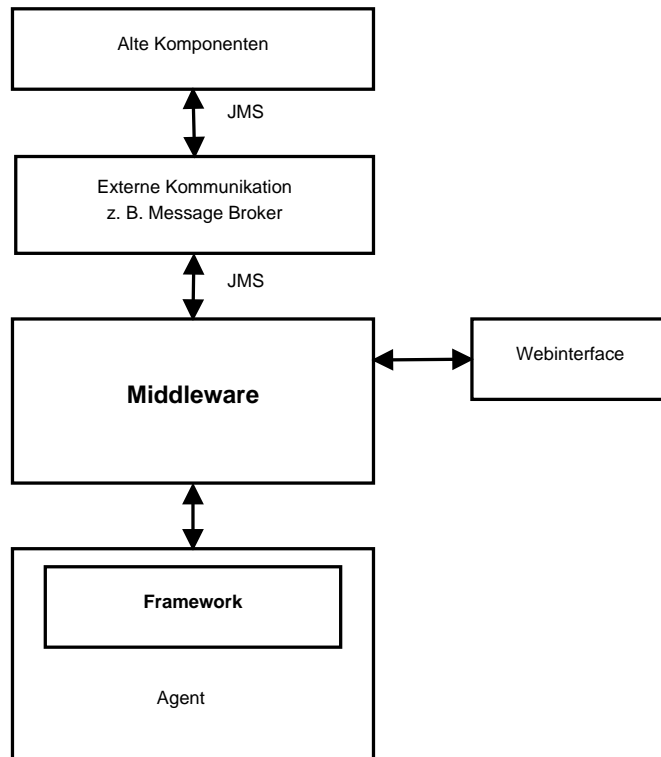 Alte Komponenten
JMS
Externe Kommunikation
z. B. Message Broker
JMS
Middleware
Webinterface
Framework
Agent